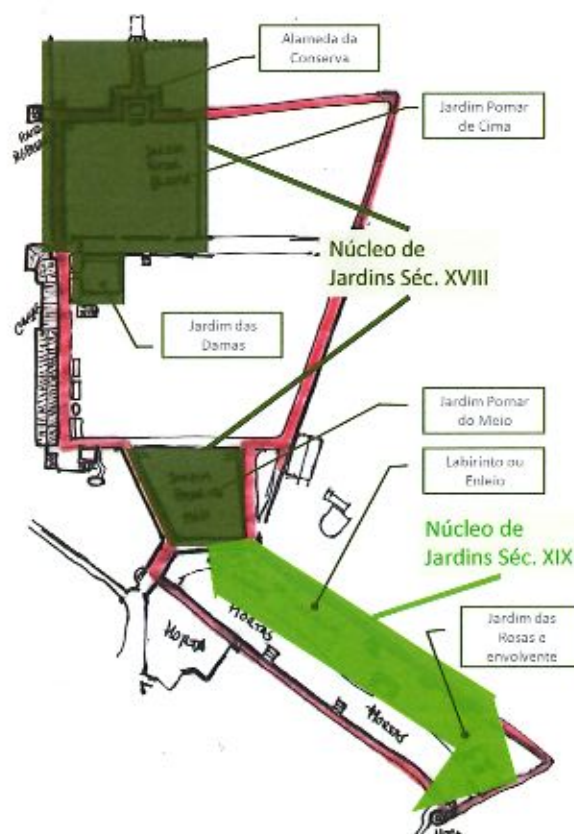 Alameda da
Conserva
Jardim Pomar
de Cima
Núcleo de
Jardins Séc. XVIII
Jardim das
Damas
Jardim Pomar
do Meio
Labirinto ou
Enleio
Núcleo de
Jardins Séc. XIX
Jardim das
Rosas e
envolvente
HORTAS
HORTA
HORTAS